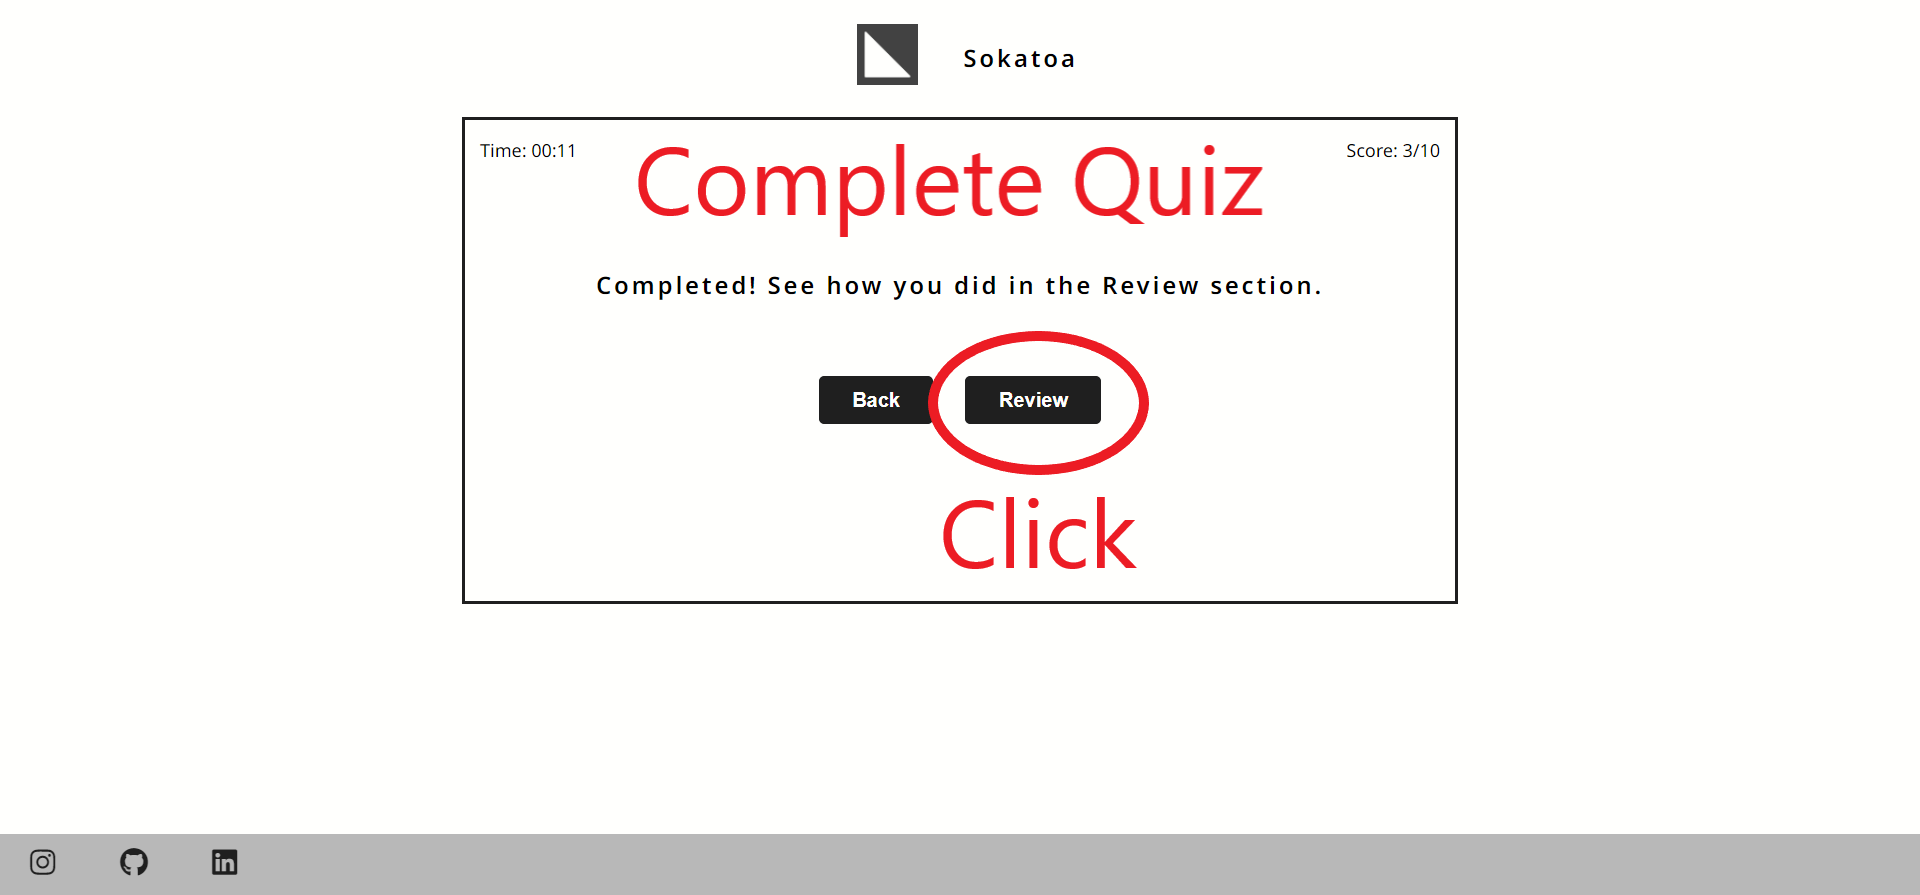 Sokatoa
Time: 00:11
Complete Quiz
Score: 3/10
Completed! See how you did in the Review section.
Back
Review
Click